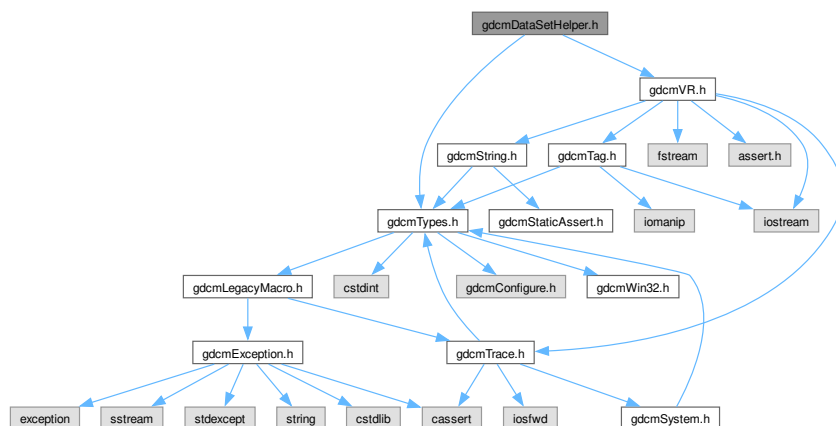 gdcmDataSetHelper.h
gdcmVR.h
gdcmString.h
gdcmTag.h
fstream
assert.h
gdcmTypes.h
gdcmStaticAssert.h
iomanip
iostream
gdcmLegacyMacro.h
cstdint
gdcmConfigure.h
gdcmWin32.h
gdcmException.h
gdcmTrace.h
exception
sstream
stdexcept
string
cstdlib
cassert
iosfwd
gdcmSystem.h